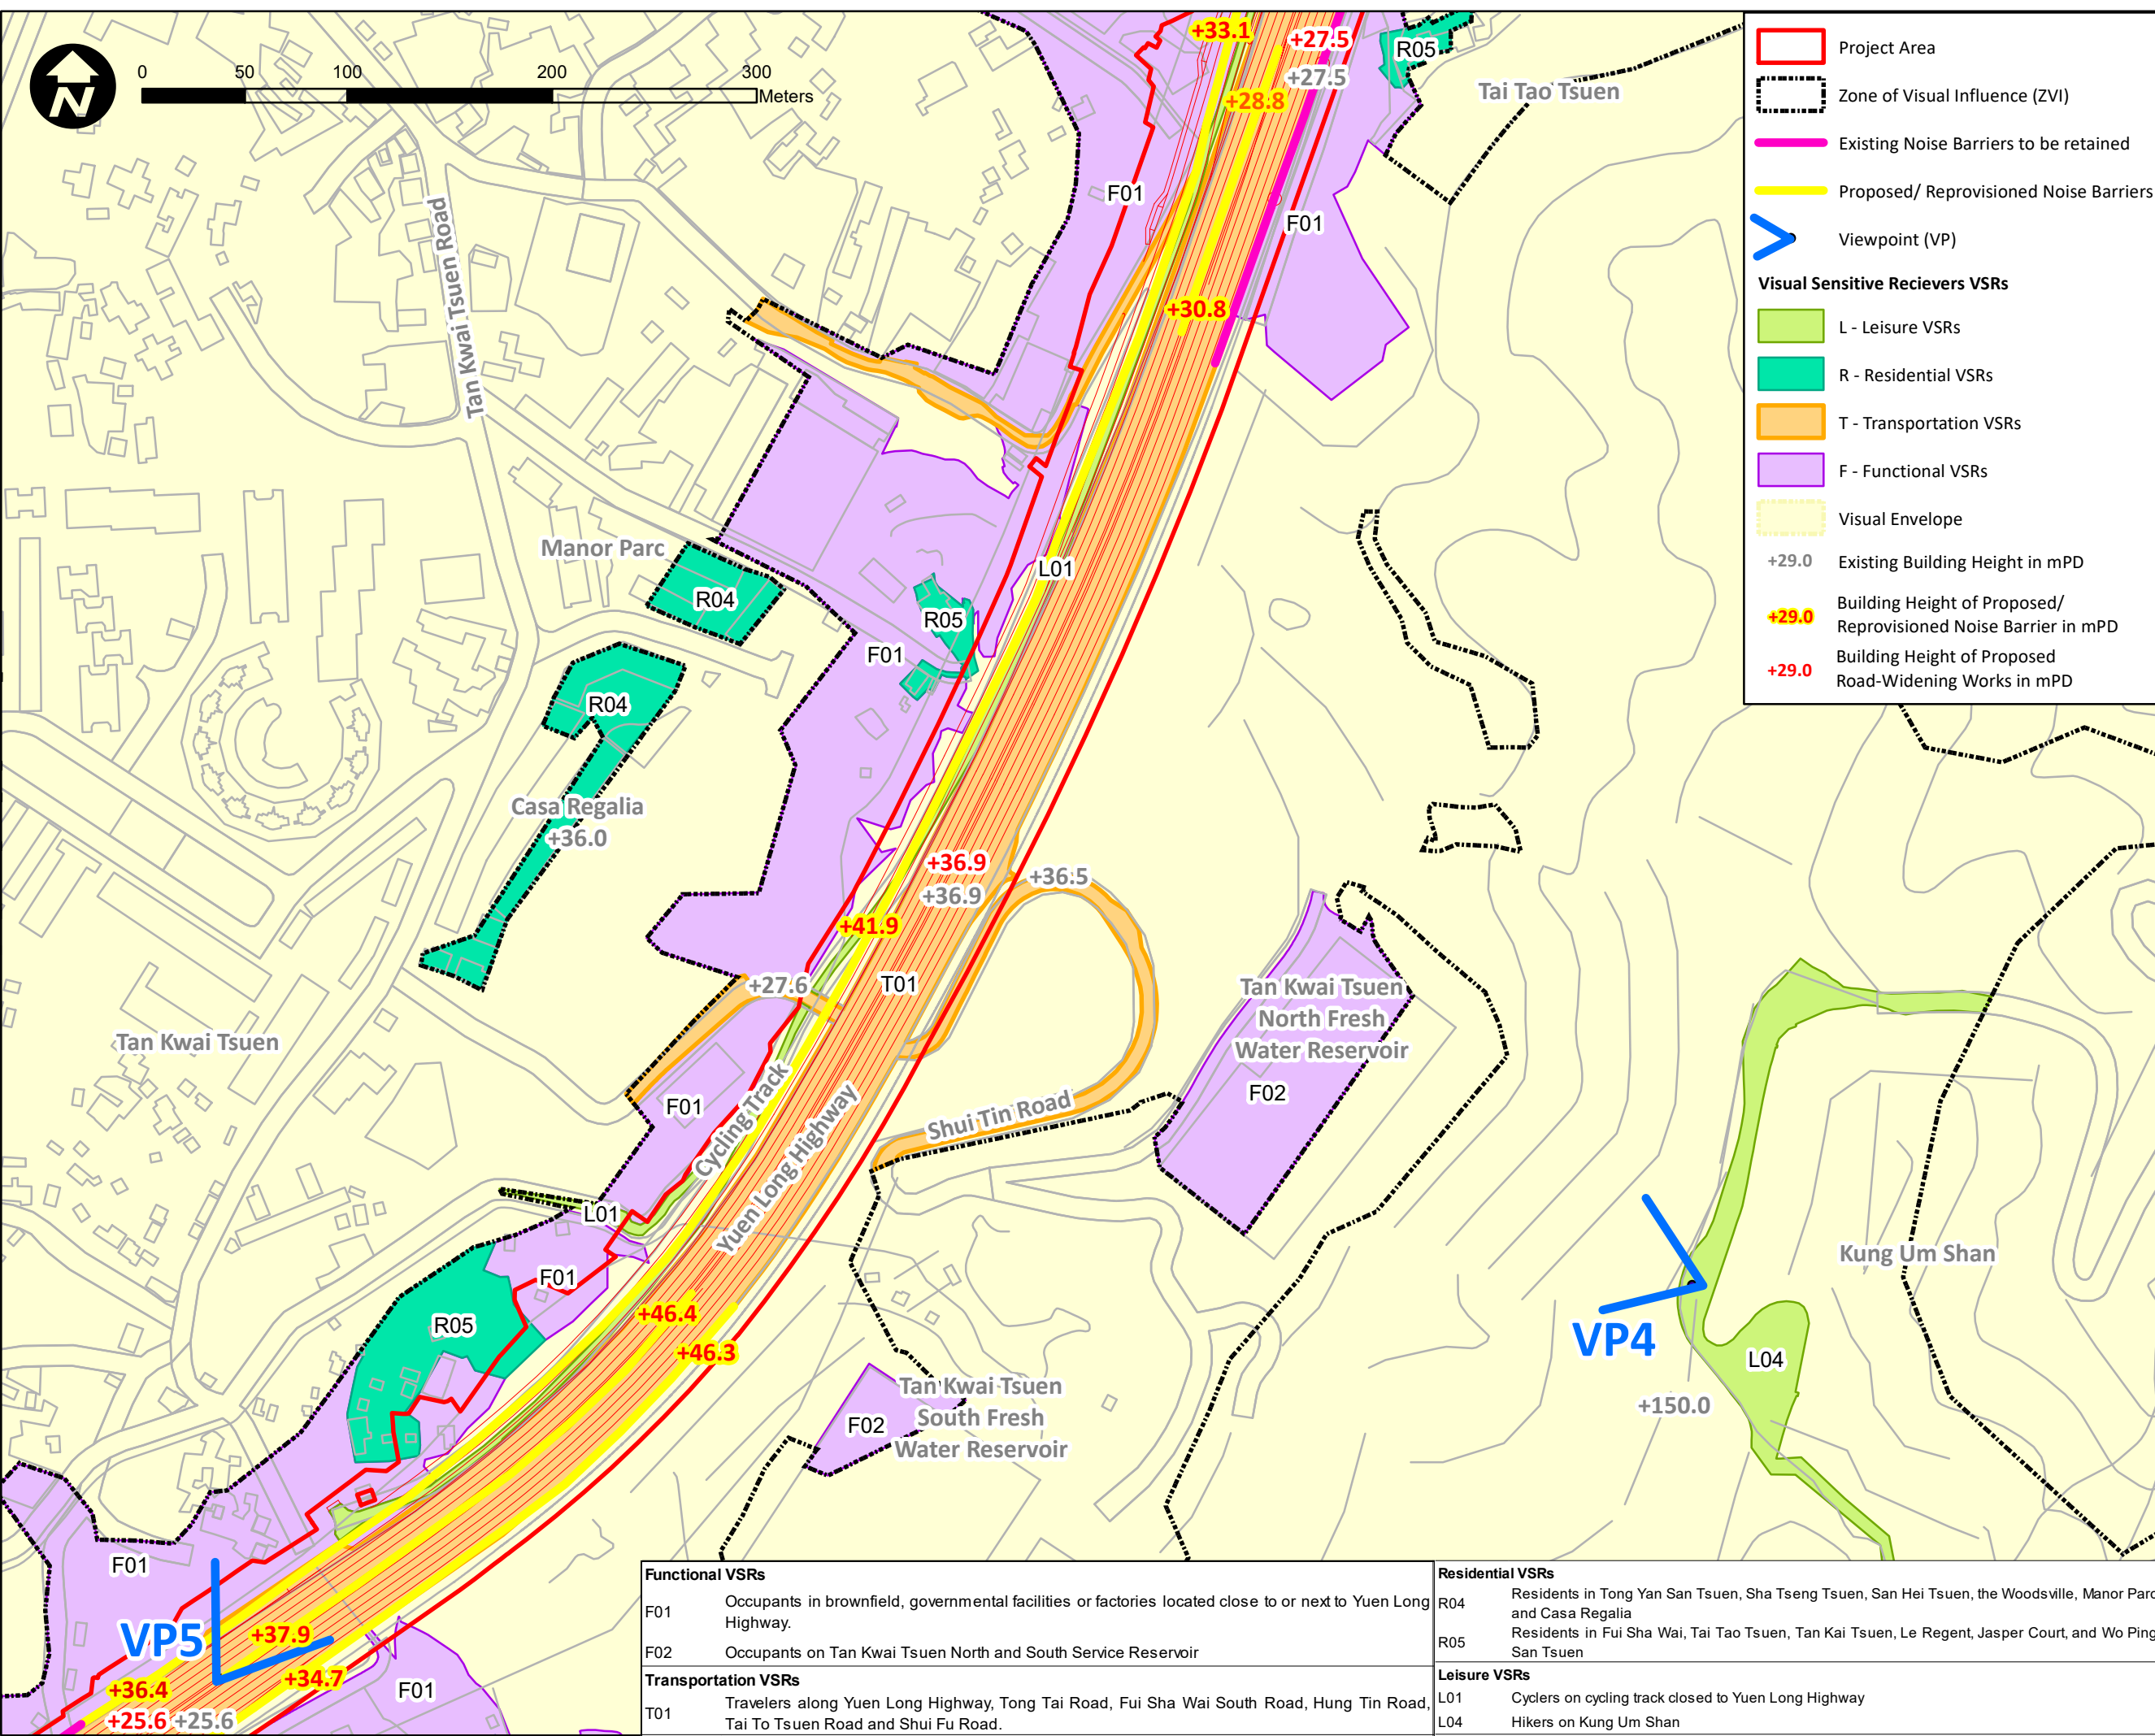 0 50 100 200 300
Meters
N
+33.1
+27.5
+27.5
+28.8
R05
Tai Tao Tsuen
F01
F01
+30.8
Tan Kwai Tsuen Road
Manor Parc
R04
L01
R05
F01
R04
Casa Regalia
+36.0
+36.9
+36.9
+36.5
+41.9
+27.6
T01
Tan Kwai Tsuen
North Fresh
Water Reservoir
F02
Tan Kwai Tsuen
F01
Cycling Track
Yuen Long Highway
Shui Tin Road
L01
F01
R05
+46.4
+46.3
Kung Um Shan
VP4
L04
+150.0
Tan Kwai Tsuen
South Fresh
Water Reservoir
F02
F01
VP5
+37.9
+34.7
+36.4
+25.6 +25.6
F01
Project Area
Zone of Visual Influence (ZVI)
Existing Noise Barriers to be retained
Proposed/ Reprovisioned Noise Barriers
Viewpoint (VP)
Visual Sensitive Recievers VSRs
L - Leisure VSRs
R - Residential VSRs
T - Transportation VSRs
F - Functional VSRs
Visual Envelope
+29.0 Existing Building Height in mPD
+29.0 Building Height of Proposed/
Reprovisioned Noise Barrier in mPD
+29.0 Building Height of Proposed
Road-Widening Works in mPD
Functional VSRs
F01 Occupants in brownfield, governmental facilities or factories located close to or next to Yuen Long
Highway.
F02 Occupants on Tan Kwai Tsuen North and South Service Reservoir
Transportation VSRs
T01 Travelers along Yuen Long Highway, Tong Tai Road, Fui Sha Wai South Road, Hung Tin Road,
Tai To Tsuen Road and Shui Fu Road.
Residential VSRs
R04 Residents in Tong Yan San Tsuen, Sha Tseng Tsuen, San Hei Tsuen, the Woodsville, Manor Parc
and Casa Regalia
R05 Residents in Fui Sha Wai, Tai Tao Tsuen, Tan Kai Tsuen, Le Regent, Jasper Court, and Wo Ping
San Tsuen
Leisure VSRs
L01 Cyclers on cycling track closed to Yuen Long Highway
L04 Hikers on Kung Um Shan